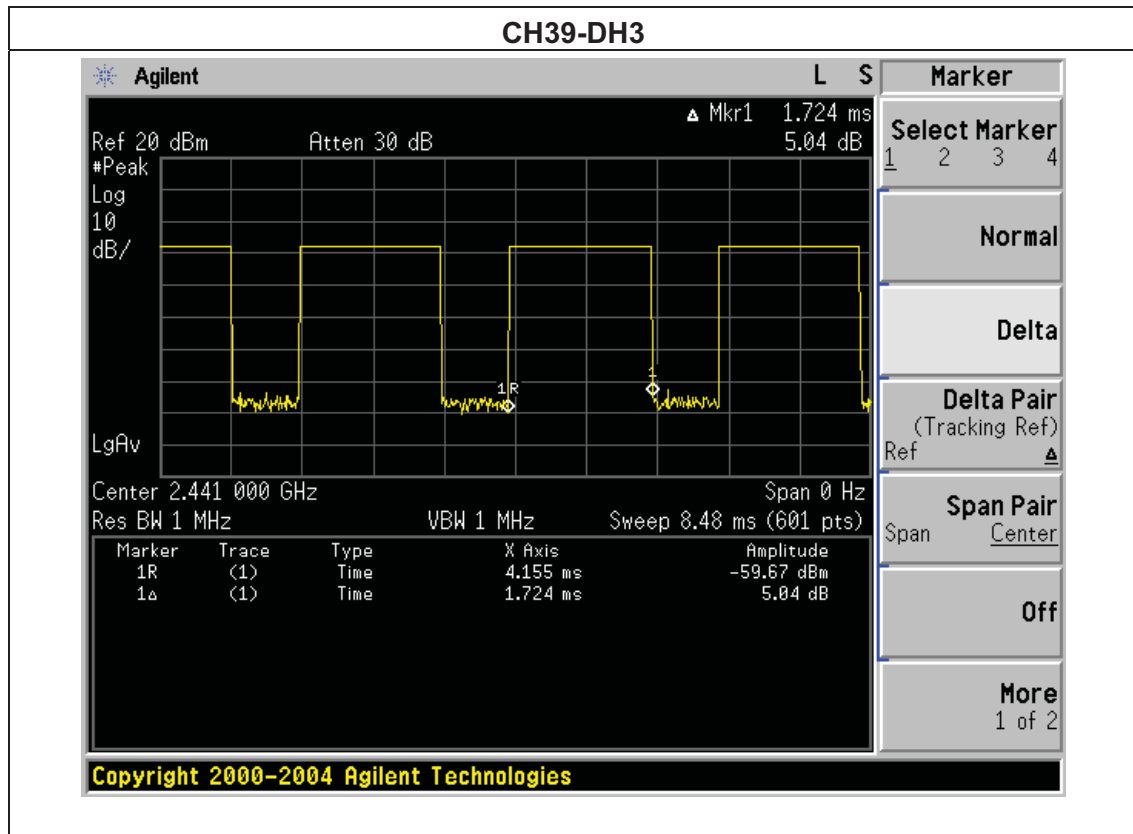 CH39-DH3
Agilent L S Marker
Δ Mkr1 1.724 ms
Ref 20 dBm Atten 30 dB 5.04 dB
#Peak
Log
10
dB/
1R 1
LgAv
Center 2.441 000 GHz Span 0 Hz
Res BW 1 MHz VBW 1 MHz Sweep 8.48 ms (601 pts)
Marker Trace Type X Axis Amplitude
1R (1) Time 4.155 ms -59.67 dBm
1Δ (1) Time 1.724 ms 5.04 dB
Select Marker
1 2 3 4
Normal
Delta
Delta Pair
(Tracking Ref)
Ref Δ
Span Pair
Span Center
Off
More
1 of 2
Copyright 2000-2004 Agilent Technologies